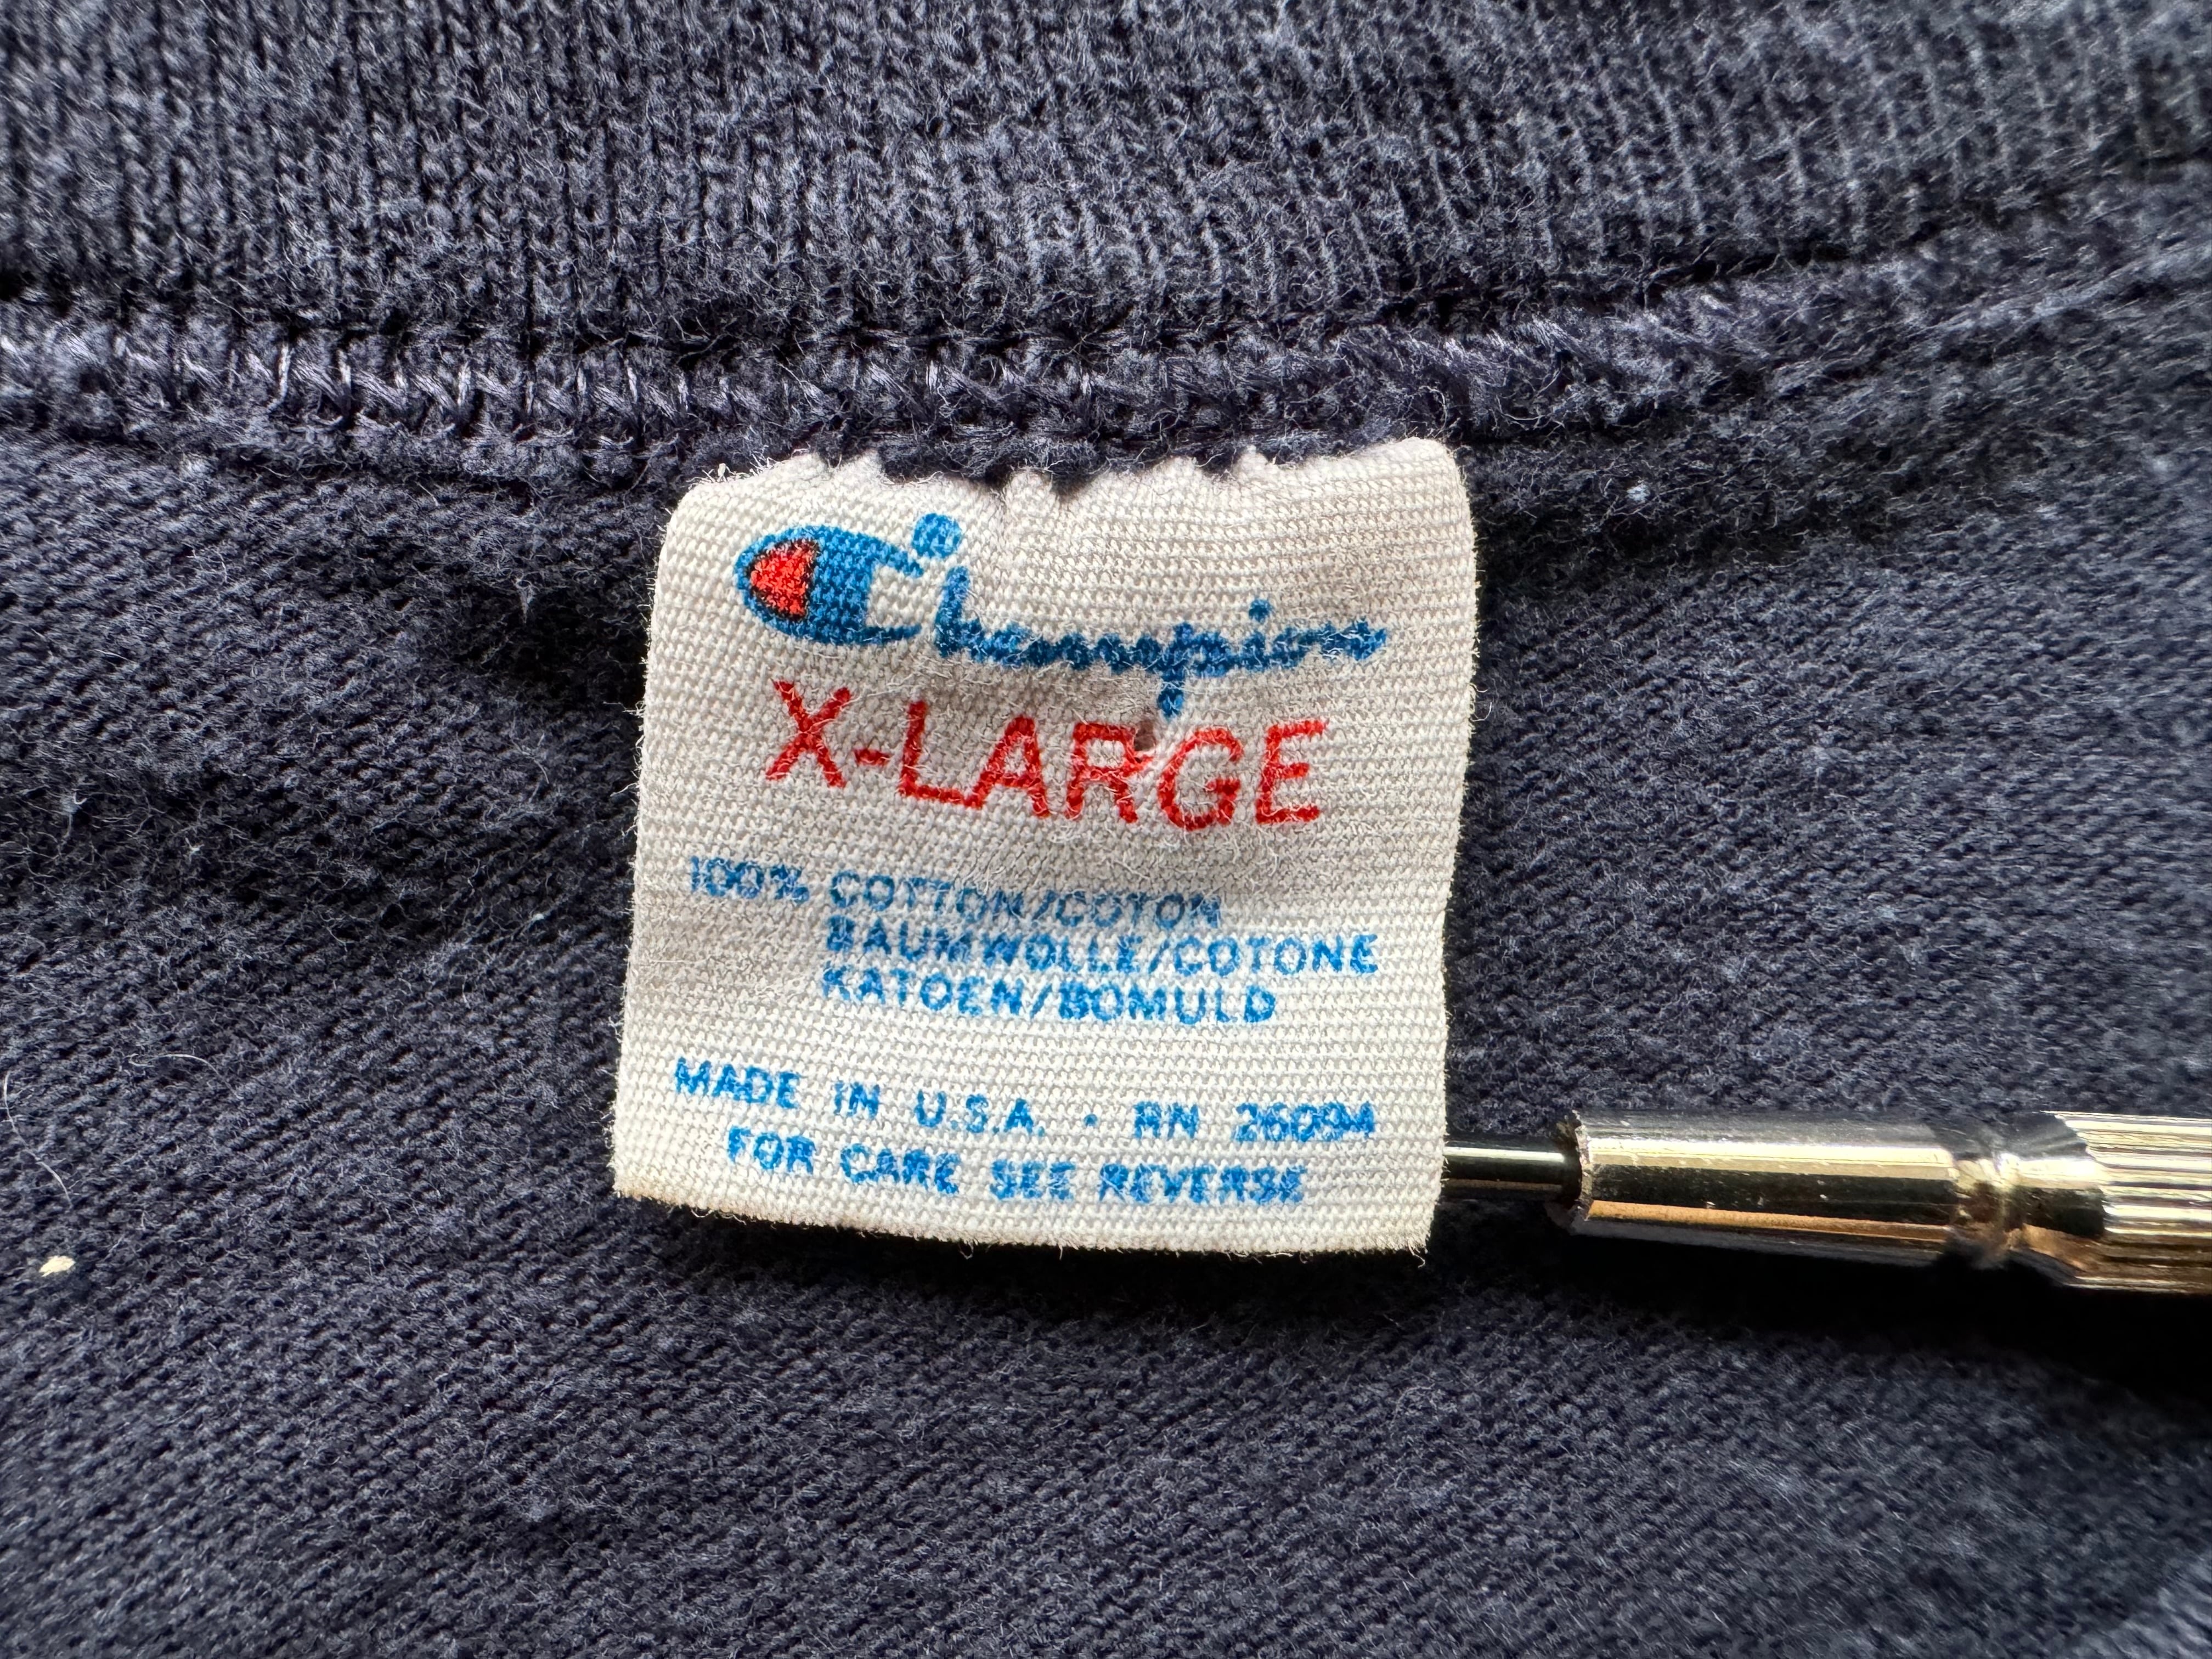 Champion
X-LARGE
100% COTTON/COTON
BAUMWOLLE/COTONE
KATOEN/BOMULD
MADE IN U.S.A. · RN 26094
FOR CARE SEE REVERSE